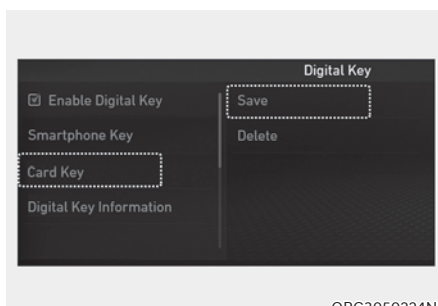 Digital Key
Enable Digital Key
Save
Smartphone Key
Delete
Card Key
Digital Key Information